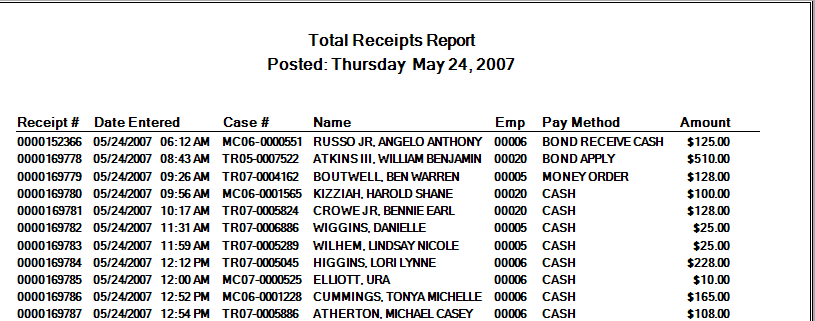 Total Receipts Report
Posted: Thursday May 24, 2007
Receipt # Date Entered Case # Name Emp Pay Method Amount
0000152366 05/24/2007 06:12 AM MC06-0000551 RUSSO JR, ANGELO ANTHONY 00006 BOND RECEIVE CASH $125.00
0000169778 05/24/2007 08:43 AM TR05-0007522 ATKINS III, WILLIAM BENJAMIN 00020 BOND APPLY $510.00
0000169779 05/24/2007 09:26 AM TR07-0004162 BOUTWELL, BEN WARREN 00005 MONEY ORDER $128.00
0000169780 05/24/2007 09:56 AM MC06-0001565 KIZZIAH, HAROLD SHANE 00020 CASH $100.00
0000169781 05/24/2007 10:17 AM TR07-0005824 CROWE JR, BENNIE EARL 00020 CASH $128.00
0000169782 05/24/2007 11:31 AM TR07-0006886 WIGGINS, DANIELLE 00005 CASH $25.00
0000169783 05/24/2007 11:59 AM TR07-0005289 WILHEM, LINDSAY NICOLE 00005 CASH $25.00
0000169784 05/24/2007 12:12 PM TR07-0005045 HIGGINS, LORI LYNNE 00006 CASH $228.00
0000169785 05/24/2007 12:00 AM MC07-0000525 ELLIOTT, URA 00006 CASH $10.00
0000169786 05/24/2007 12:52 PM MC06-0001228 CUMMINGS, TONYA MICHELLE 00006 CASH $165.00
0000169787 05/24/2007 12:54 PM TR07-0005886 ATHERTON, MICHAEL CASEY 00006 CASH $108.00